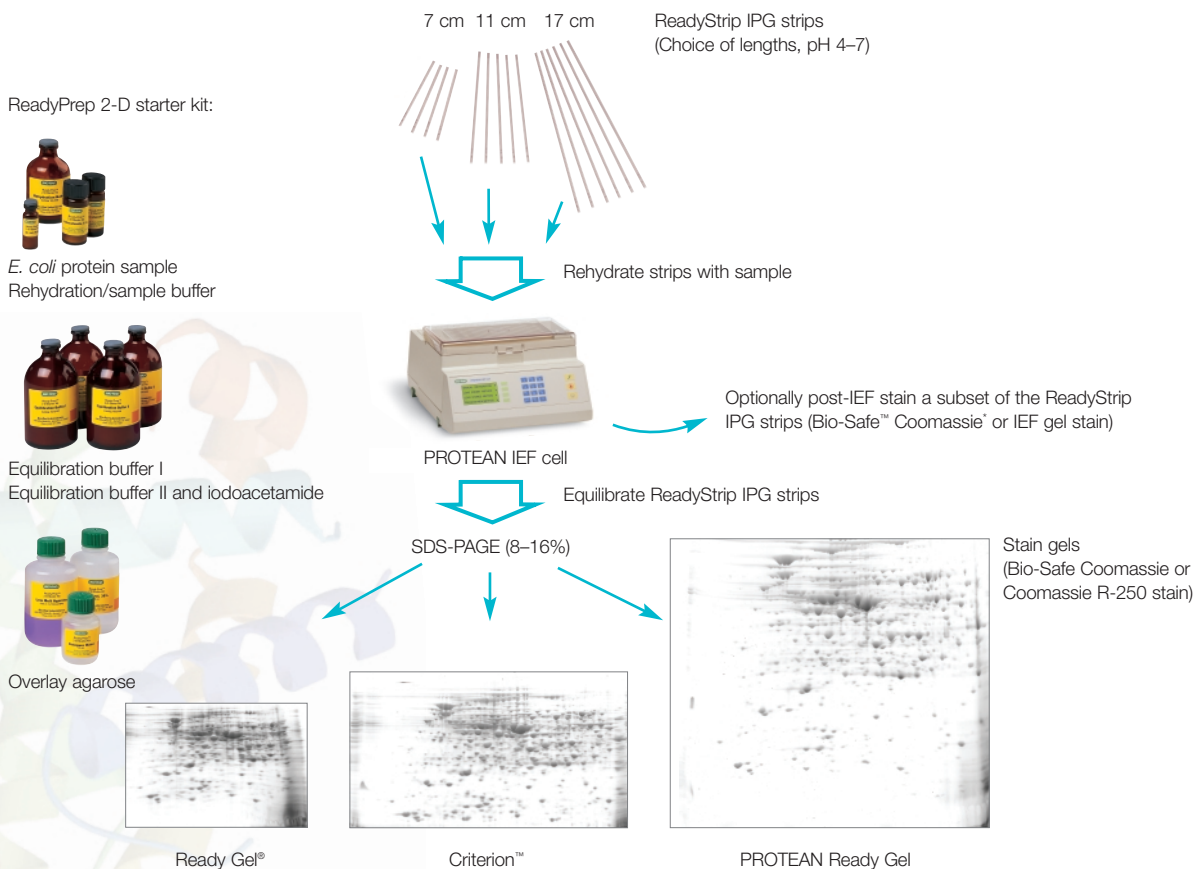 7 cm 11 cm 17 cm
ReadyStrip IPG strips
(Choice of lengths, pH 4–7)
ReadyPrep 2-D starter kit:
E. coli protein sample
Rehydration/sample buffer
Rehydrate strips with sample
Optionally post-IEF stain a subset of the ReadyStrip
IPG strips (Bio-Safe™ Coomassie* or IEF gel stain)
PROTEAN IEF cell
Equilibration buffer I
Equilibration buffer II and iodoacetamide
Equilibrate ReadyStrip IPG strips
SDS-PAGE (8–16%)
Stain gels
(Bio-Safe Coomassie or
Coomassie R-250 stain)
Overlay agarose
Ready Gel®
Criterion™
PROTEAN Ready Gel